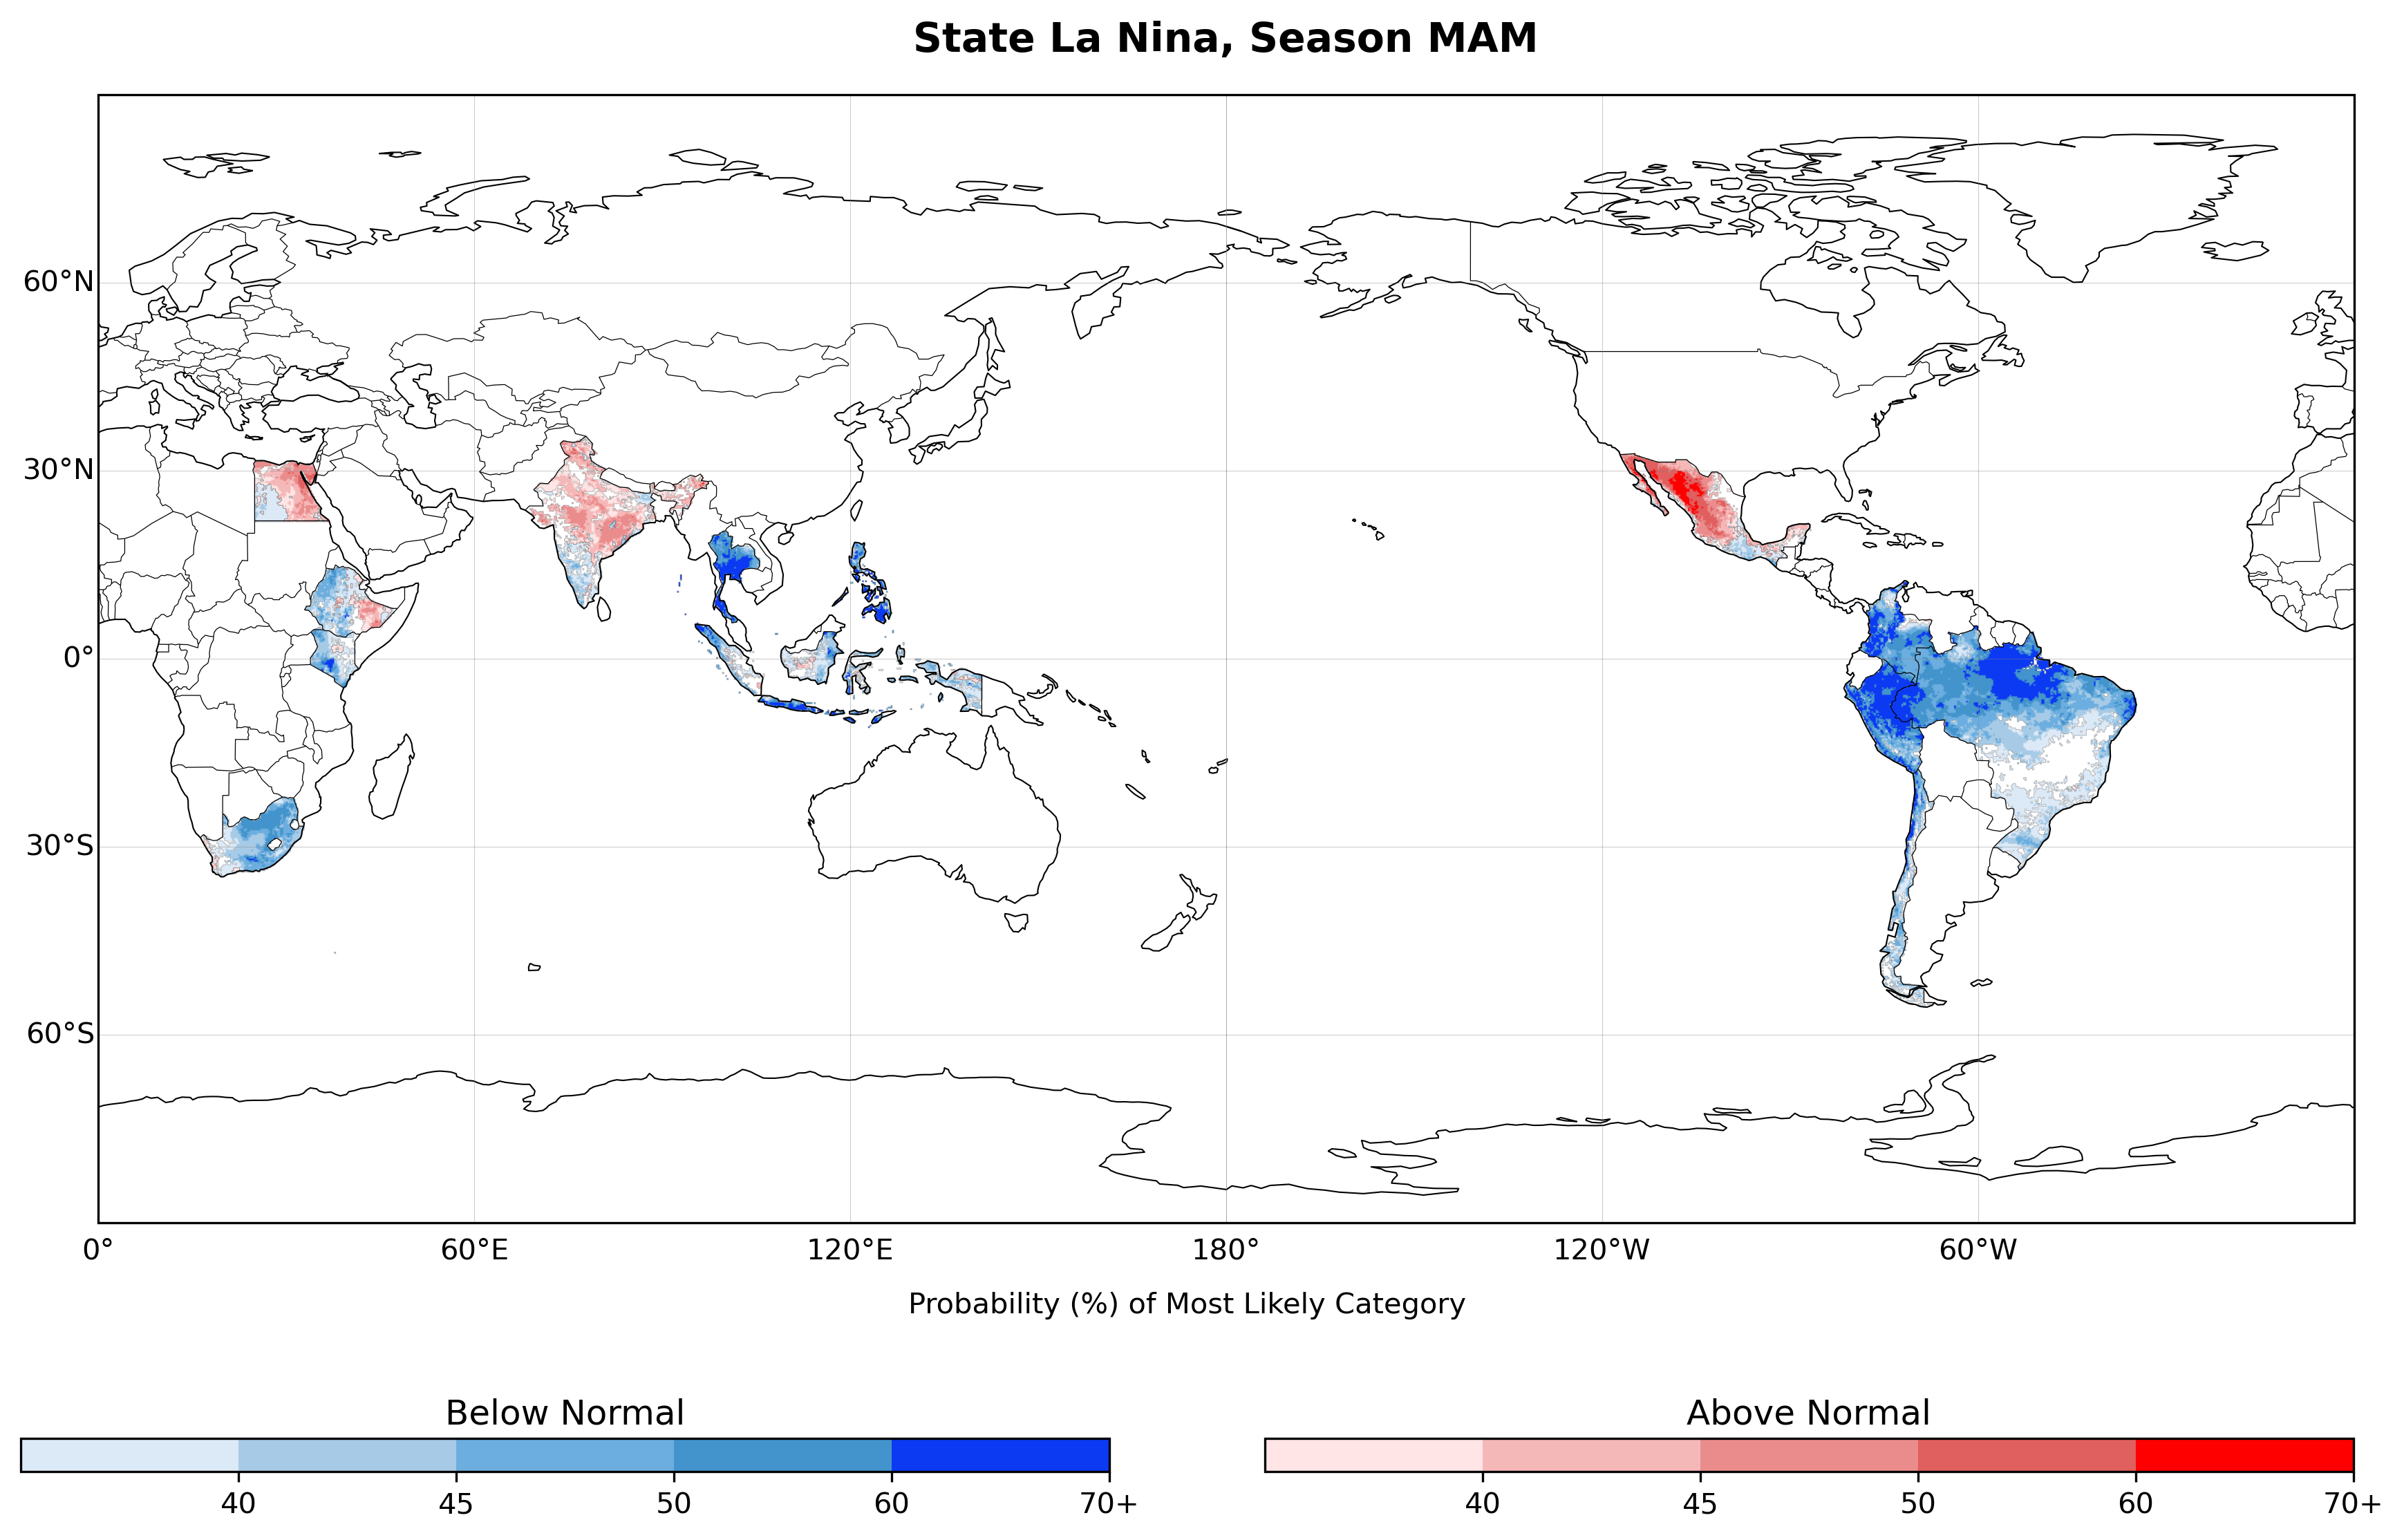 State La Nina, Season MAM
60°N
30°N
0°
30°S
60°S
0° 60°E 120°E 180° 120°W 60°W
Probability (%) of Most Likely Category
Below Normal Above Normal
40 45 50 60 70+ 40 45 50 60 70+